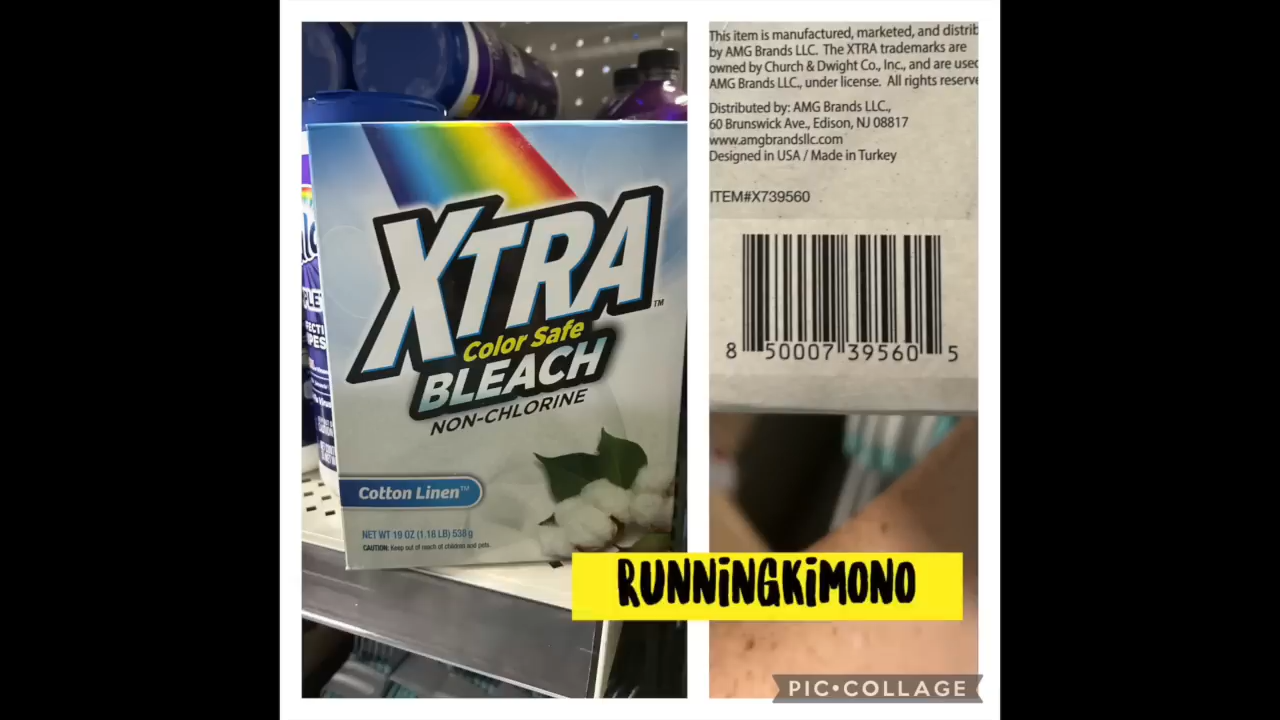 XTRA™
Color Safe
BLEACH
NON-CHLORINE
Cotton Linen™
NET WT 19 OZ (1.18 LB) 538 g
CAUTION: Keep out of reach of children and pets.
This item is manufactured, marketed, and distrib
by AMG Brands LLC. The XTRA trademarks are
owned by Church & Dwight Co., Inc., and are used
AMG Brands LLC., under license. All rights reserve
Distributed by: AMG Brands LLC.,
60 Brunswick Ave., Edison, NJ 08817
www.amgbrandsllc.com
Designed in USA / Made in Turkey
ITEM#X739560
8 50007 39560 5
RUNNiNGKiMONO
PIC•COLLAGE